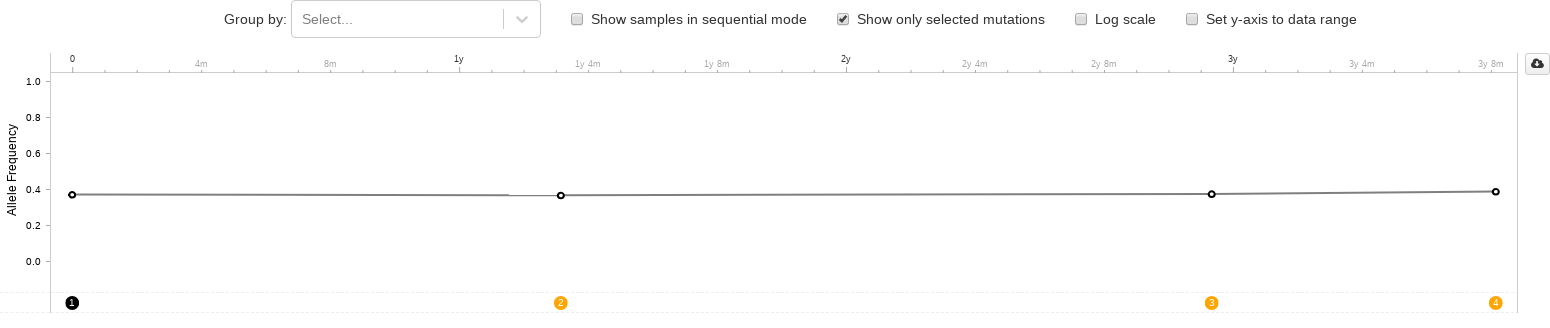 Group by: Select... Show samples in sequential mode Show only selected mutations Log scale Set y-axis to data range
0 4m 8m 1y 1y 4m 1y 8m 2y 2y 4m 2y 8m 3y 3y 4m 3y 8m
Allele Frequency
1.0
0.8
0.6
0.4
0.2
0.0
1 2 3 4